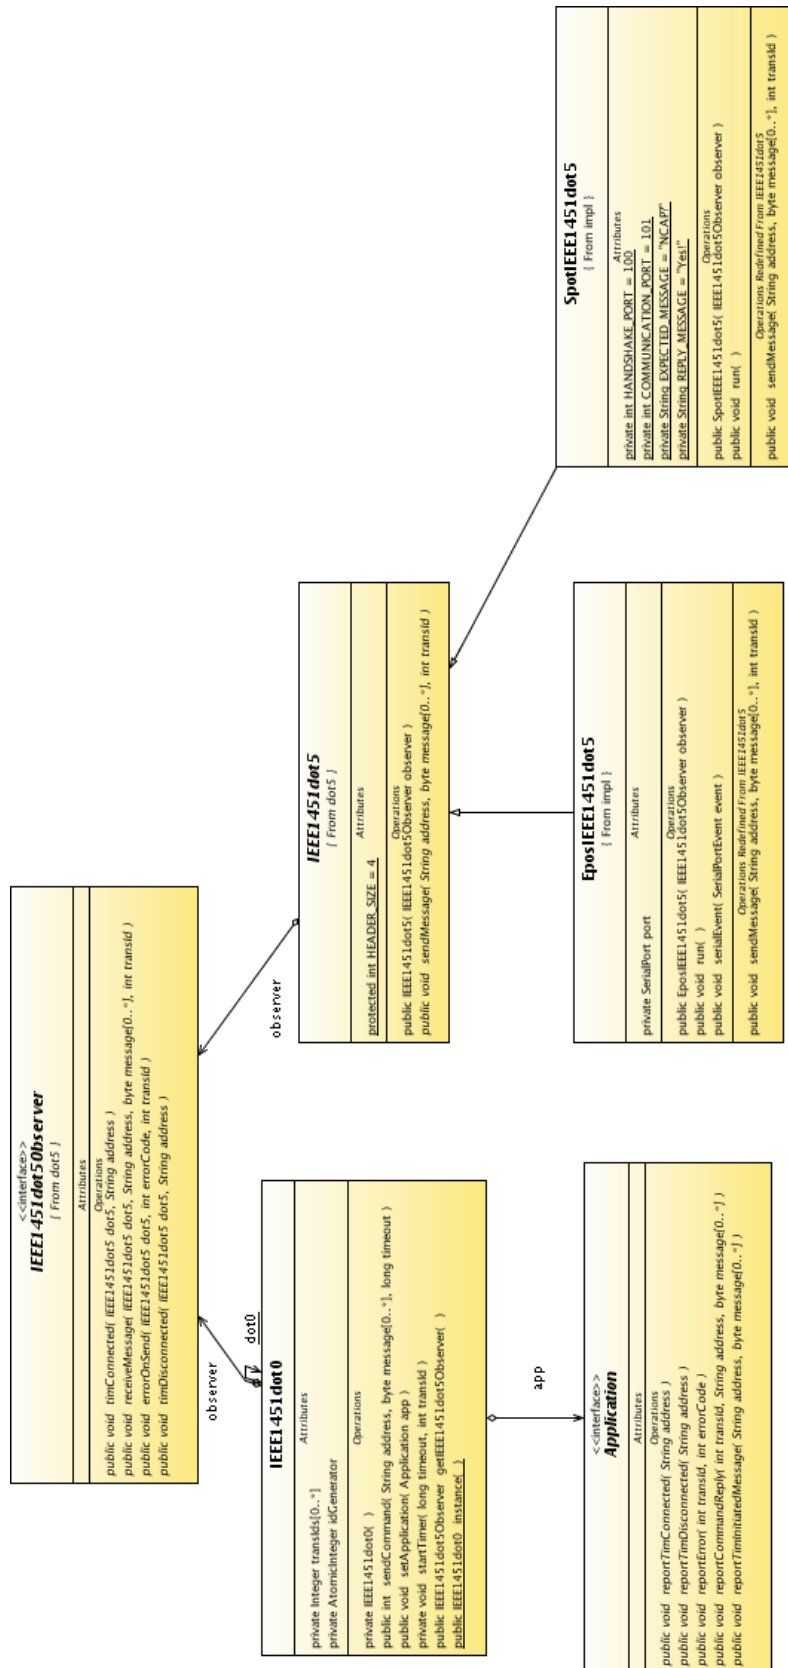 <<interface>>
IEEE1451dot5Observer
{ From dot5 }
Attributes
Operations
public void timConnected( IEEE1451dot5 dot5, String address )
public void receiveMessage( IEEE1451dot5 dot5, String address, byte message[0..*], int transId )
public void errorOnSend( IEEE1451dot5 dot5, int errorCode, int transId )
public void timDisconnected( IEEE1451dot5 dot5, String address )
observer
observer
dot0
IEEE1451dot0
Attributes
private Integer transIds[0..*]
private AtomicInteger idGenerator
Operations
private IEEE1451dot0( )
public int sendCommand( String address, byte message[0..*], long timeout )
public void setApplication( Application app )
private void startTimer( long timeout, int transId )
public IEEE1451dot5Observer getIEEE1451dot5Observer( )
public IEEE1451dot0 instance( )
IEEE1451dot5
{ From dot5 }
Attributes
protected int HEADER_SIZE = 4
Operations
public IEEE1451dot5( IEEE1451dot5Observer observer )
public void sendMessage( String address, byte message[0..*], int transId )
app
<<interface>>
Application
Attributes
Operations
public void reportTimConnected( String address )
public void reportTimDisconnected( String address )
public void reportError( int transId, int errorCode )
public void reportCommandReply( int transId, String address, byte message[0..*] )
public void reportTimInitiatedMessage( String address, byte message[0..*] )
EposIEEE1451dot5
{ From impl }
Attributes
private SerialPort port
Operations
public EposIEEE1451dot5( IEEE1451dot5Observer observer )
public void run( )
public void serialEvent( SerialPortEvent event )
Operations Redefined From IEEE1451dot5
public void sendMessage( String address, byte message[0..*], int transId )
SpotIEEE1451dot5
{ From impl }
Attributes
private int HANDSHAKE_PORT = 100
private int COMMUNICATION_PORT = 101
private String EXPECTED_MESSAGE = "NCAP?"
private String REPLY_MESSAGE = "Yes!"
Operations
public SpotIEEE1451dot5( IEEE1451dot5Observer observer )
public void run( )
Operations Redefined From IEEE1451dot5
public void sendMessage( String address, byte message[0..*], int transId )